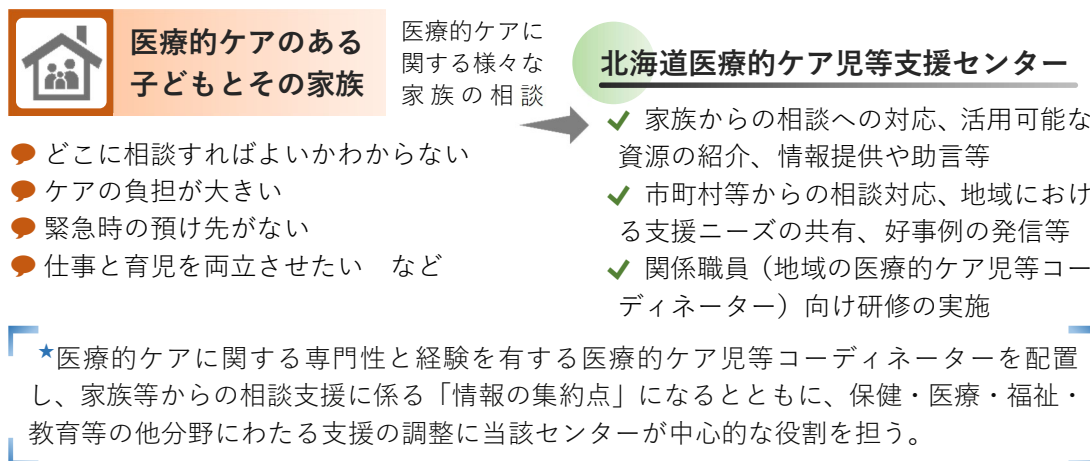 医療的ケアのある
子どもとその家族
医療的ケアに
関する様々な
家族の相談
どこに相談すればよいかわからない
ケアの負担が大きい
緊急時の預け先がない
仕事と育児を両立させたい　など
北海道医療的ケア児等支援センター
✔ 家族からの相談への対応、活用可能な
資源の紹介、情報提供や助言等
✔ 市町村等からの相談対応、地域におけ
る支援ニーズの共有、好事例の発信等
✔ 関係職員（地域の医療的ケア児等コー
ディネーター）向け研修の実施
★医療的ケアに関する専門性と経験を有する医療的ケア児等コーディネーターを配置
し、家族等からの相談支援に係る「情報の集約点」になるとともに、保健・医療・福祉・
教育等の他分野にわたる支援の調整に当該センターが中心的な役割を担う。